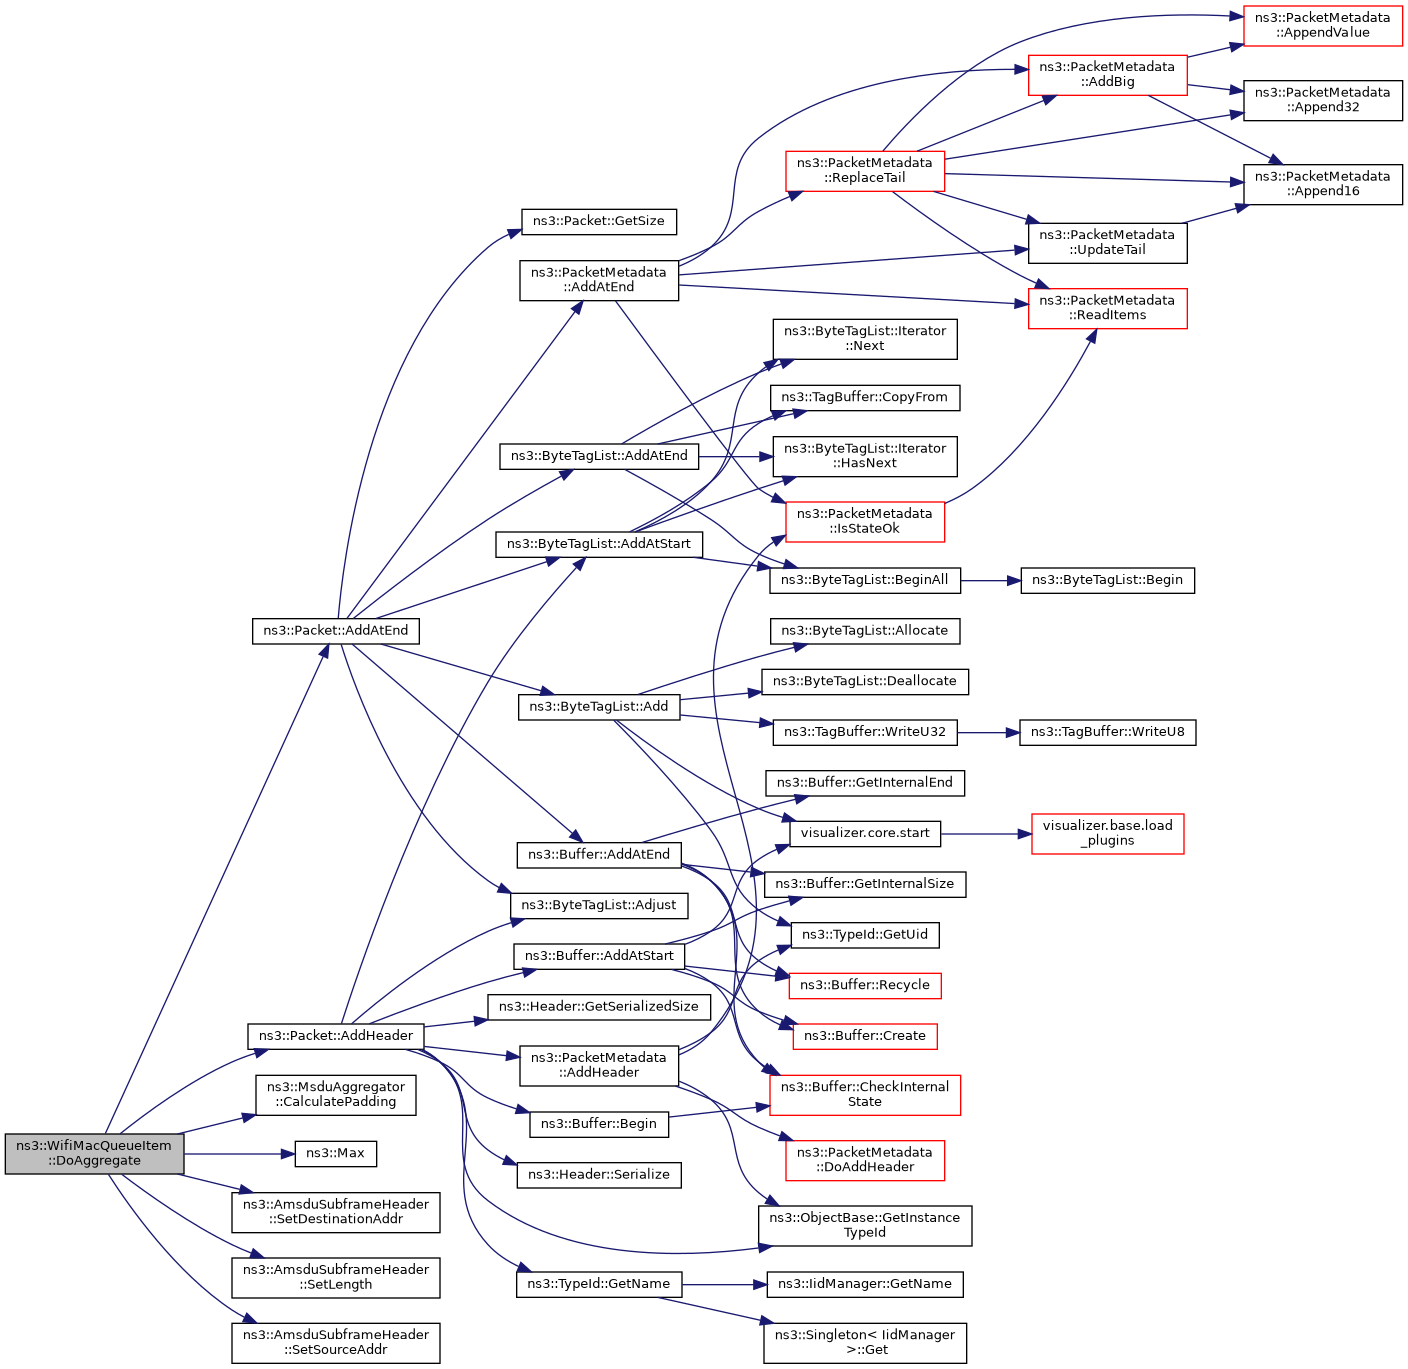 ns3::PacketMetadata
::AppendValue
ns3::PacketMetadata
::AddBig
ns3::PacketMetadata
::Append32
ns3::PacketMetadata
::ReplaceTail
ns3::PacketMetadata
::Append16
ns3::Packet::GetSize
ns3::PacketMetadata
::UpdateTail
ns3::PacketMetadata
::AddAtEnd
ns3::PacketMetadata
::ReadItems
ns3::ByteTagList::Iterator
::Next
ns3::TagBuffer::CopyFrom
ns3::ByteTagList::AddAtEnd
ns3::ByteTagList::Iterator
::HasNext
ns3::PacketMetadata
::IsStateOk
ns3::ByteTagList::AddAtStart
ns3::ByteTagList::BeginAll
ns3::ByteTagList::Begin
ns3::Packet::AddAtEnd
ns3::ByteTagList::Allocate
ns3::ByteTagList::Deallocate
ns3::ByteTagList::Add
ns3::TagBuffer::WriteU32
ns3::TagBuffer::WriteU8
ns3::Buffer::GetInternalEnd
visualizer.core.start
visualizer.base.load
_plugins
ns3::Buffer::AddAtEnd
ns3::Buffer::GetInternalSize
ns3::ByteTagList::Adjust
ns3::TypeId::GetUid
ns3::Buffer::AddAtStart
ns3::Buffer::Recycle
ns3::Header::GetSerializedSize
ns3::Packet::AddHeader
ns3::Buffer::Create
ns3::PacketMetadata
::AddHeader
ns3::MsduAggregator
::CalculatePadding
ns3::Buffer::CheckInternal
State
ns3::Buffer::Begin
ns3::WifiMacQueueItem
::DoAggregate
ns3::Max
ns3::PacketMetadata
::DoAddHeader
ns3::Header::Serialize
ns3::AmsduSubframeHeader
::SetDestinationAddr
ns3::ObjectBase::GetInstance
TypeId
ns3::AmsduSubframeHeader
::SetLength
ns3::TypeId::GetName
ns3::IidManager::GetName
ns3::AmsduSubframeHeader
::SetSourceAddr
ns3::Singleton< IidManager
>::Get